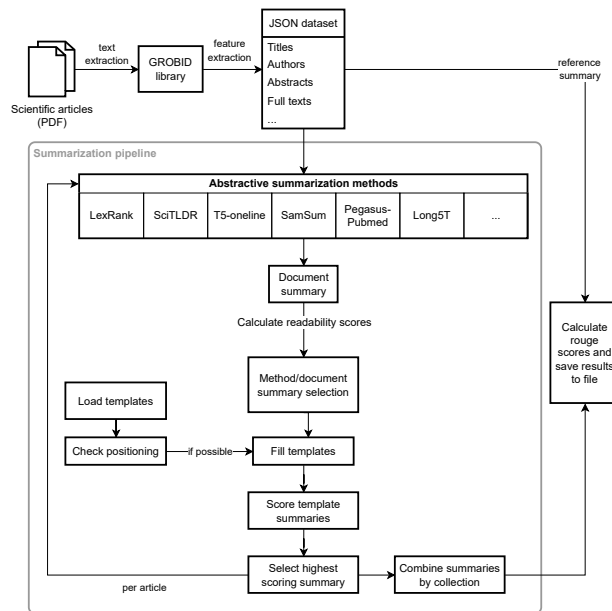 JSON dataset
Titles
Authors
Abstracts
Full texts
...
text
extraction
GROBID
library
feature
extraction
reference
summary
Scientific articles
(PDF)
Summarization pipeline
Abstractive summarization methods
LexRank
SciTLDR
T5-oneline
SamSum
Pegasus-
Pubmed
Long5T
...
Document
summary
Calculate readability scores
Calculate
rouge
scores and
save results
to file
Method/document
summary selection
Load templates
Check positioning
if possible
Fill templates
Score template
summaries
Select highest
scoring summary
Combine summaries
by collection
per article